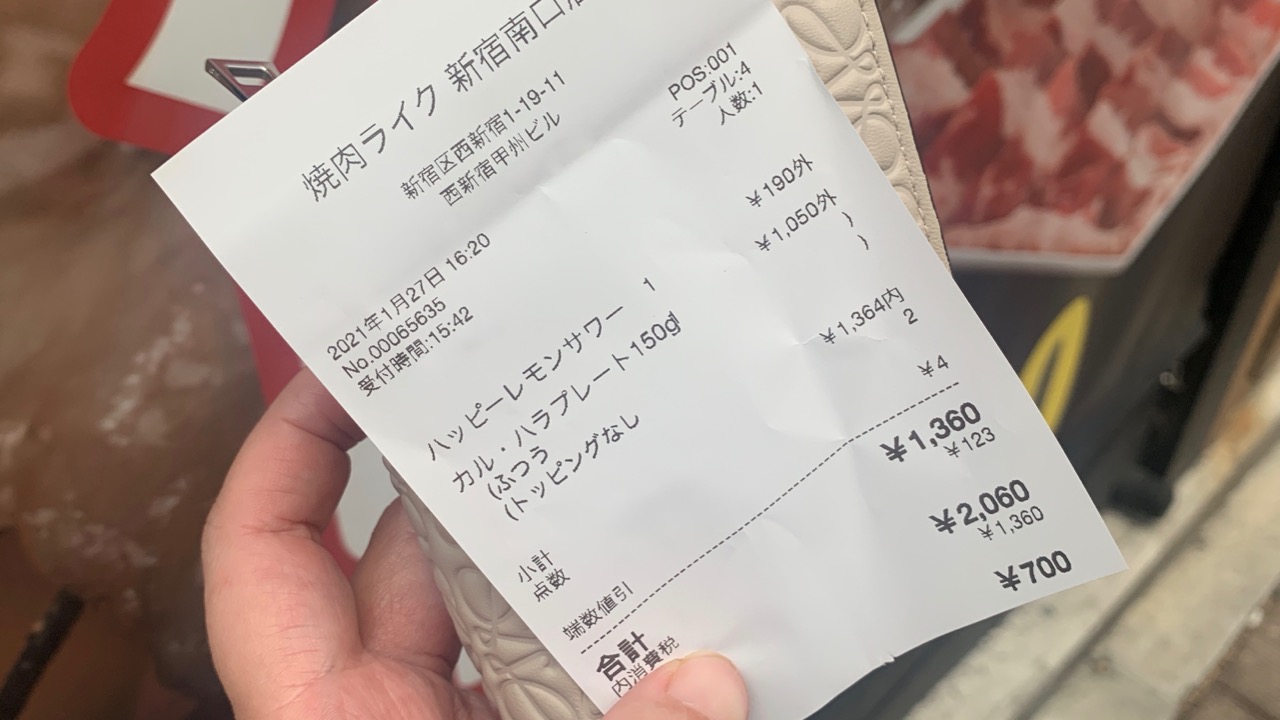 焼肉ライク 新宿南口店
新宿区西新宿1-19-11
西新宿甲州ビル
POS:001
テーブル:4
人数:1
2021年1月27日 16:20
No.00065635
受付時間:15:42
ハッピーレモンサワー 1 ¥190外
カル・ハラプレート150g ¥1,050外
(ふつう )
(トッピングなし )
小計 ¥1,364内
点数 2
端数値引 ¥4
合計 ¥1,360
内消費税 ¥123
¥2,060
¥1,360
¥700